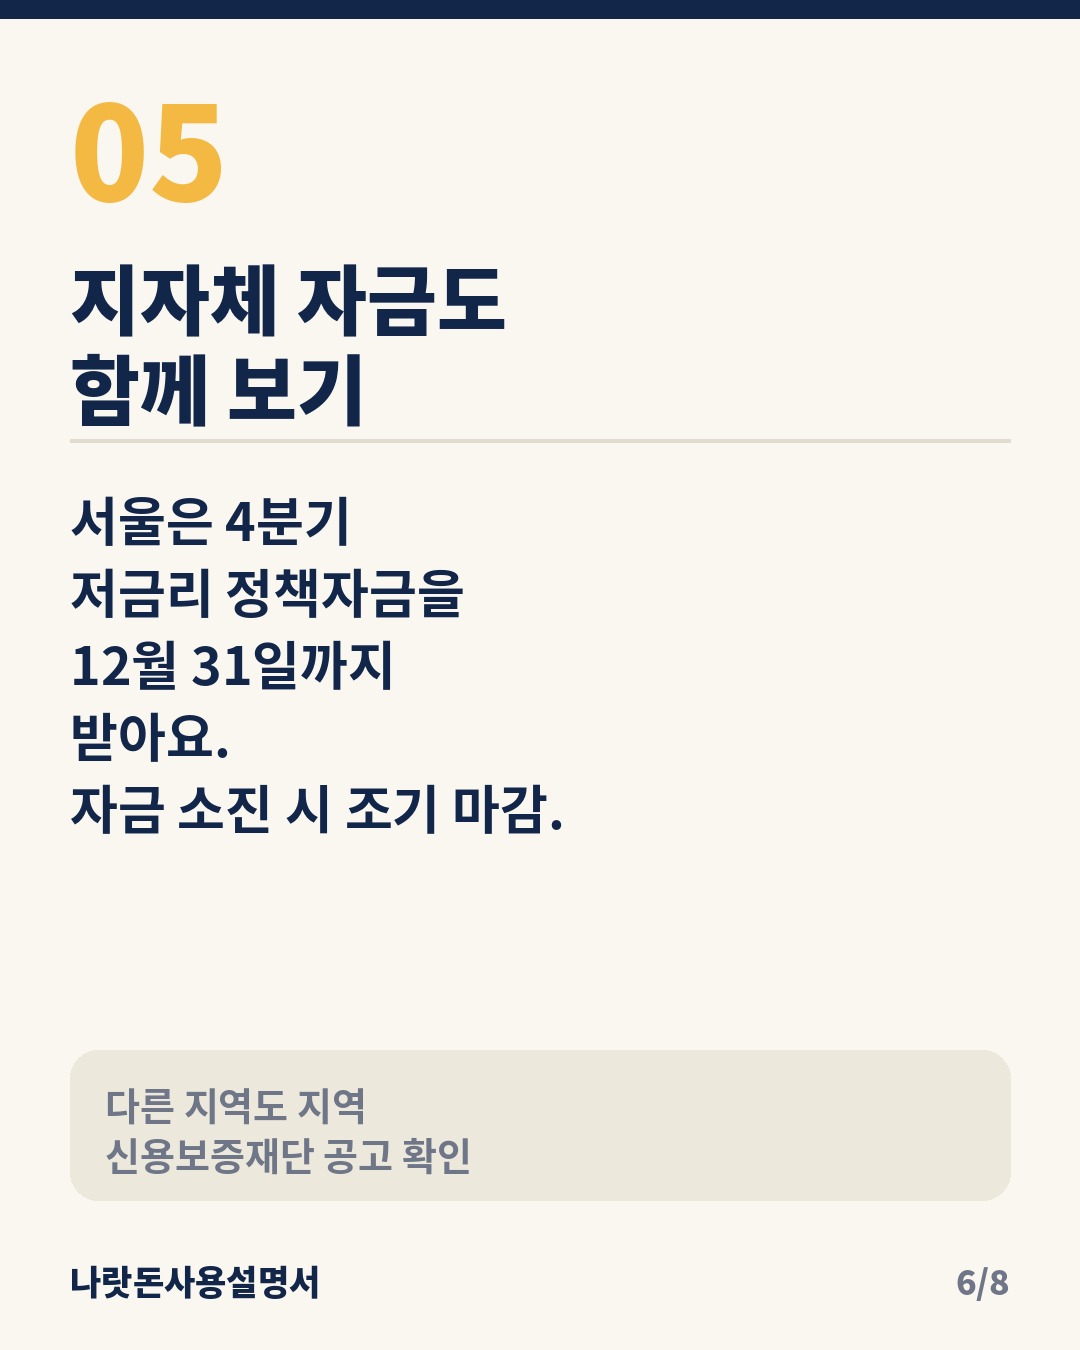 05
지자체 자금도
함께 보기
서울은 4분기
저금리 정책자금을
12월 31일까지
받아요.
자금 소진 시 조기 마감.
다른 지역도 지역
신용보증재단 공고 확인
나랏돈사용설명서
6/8